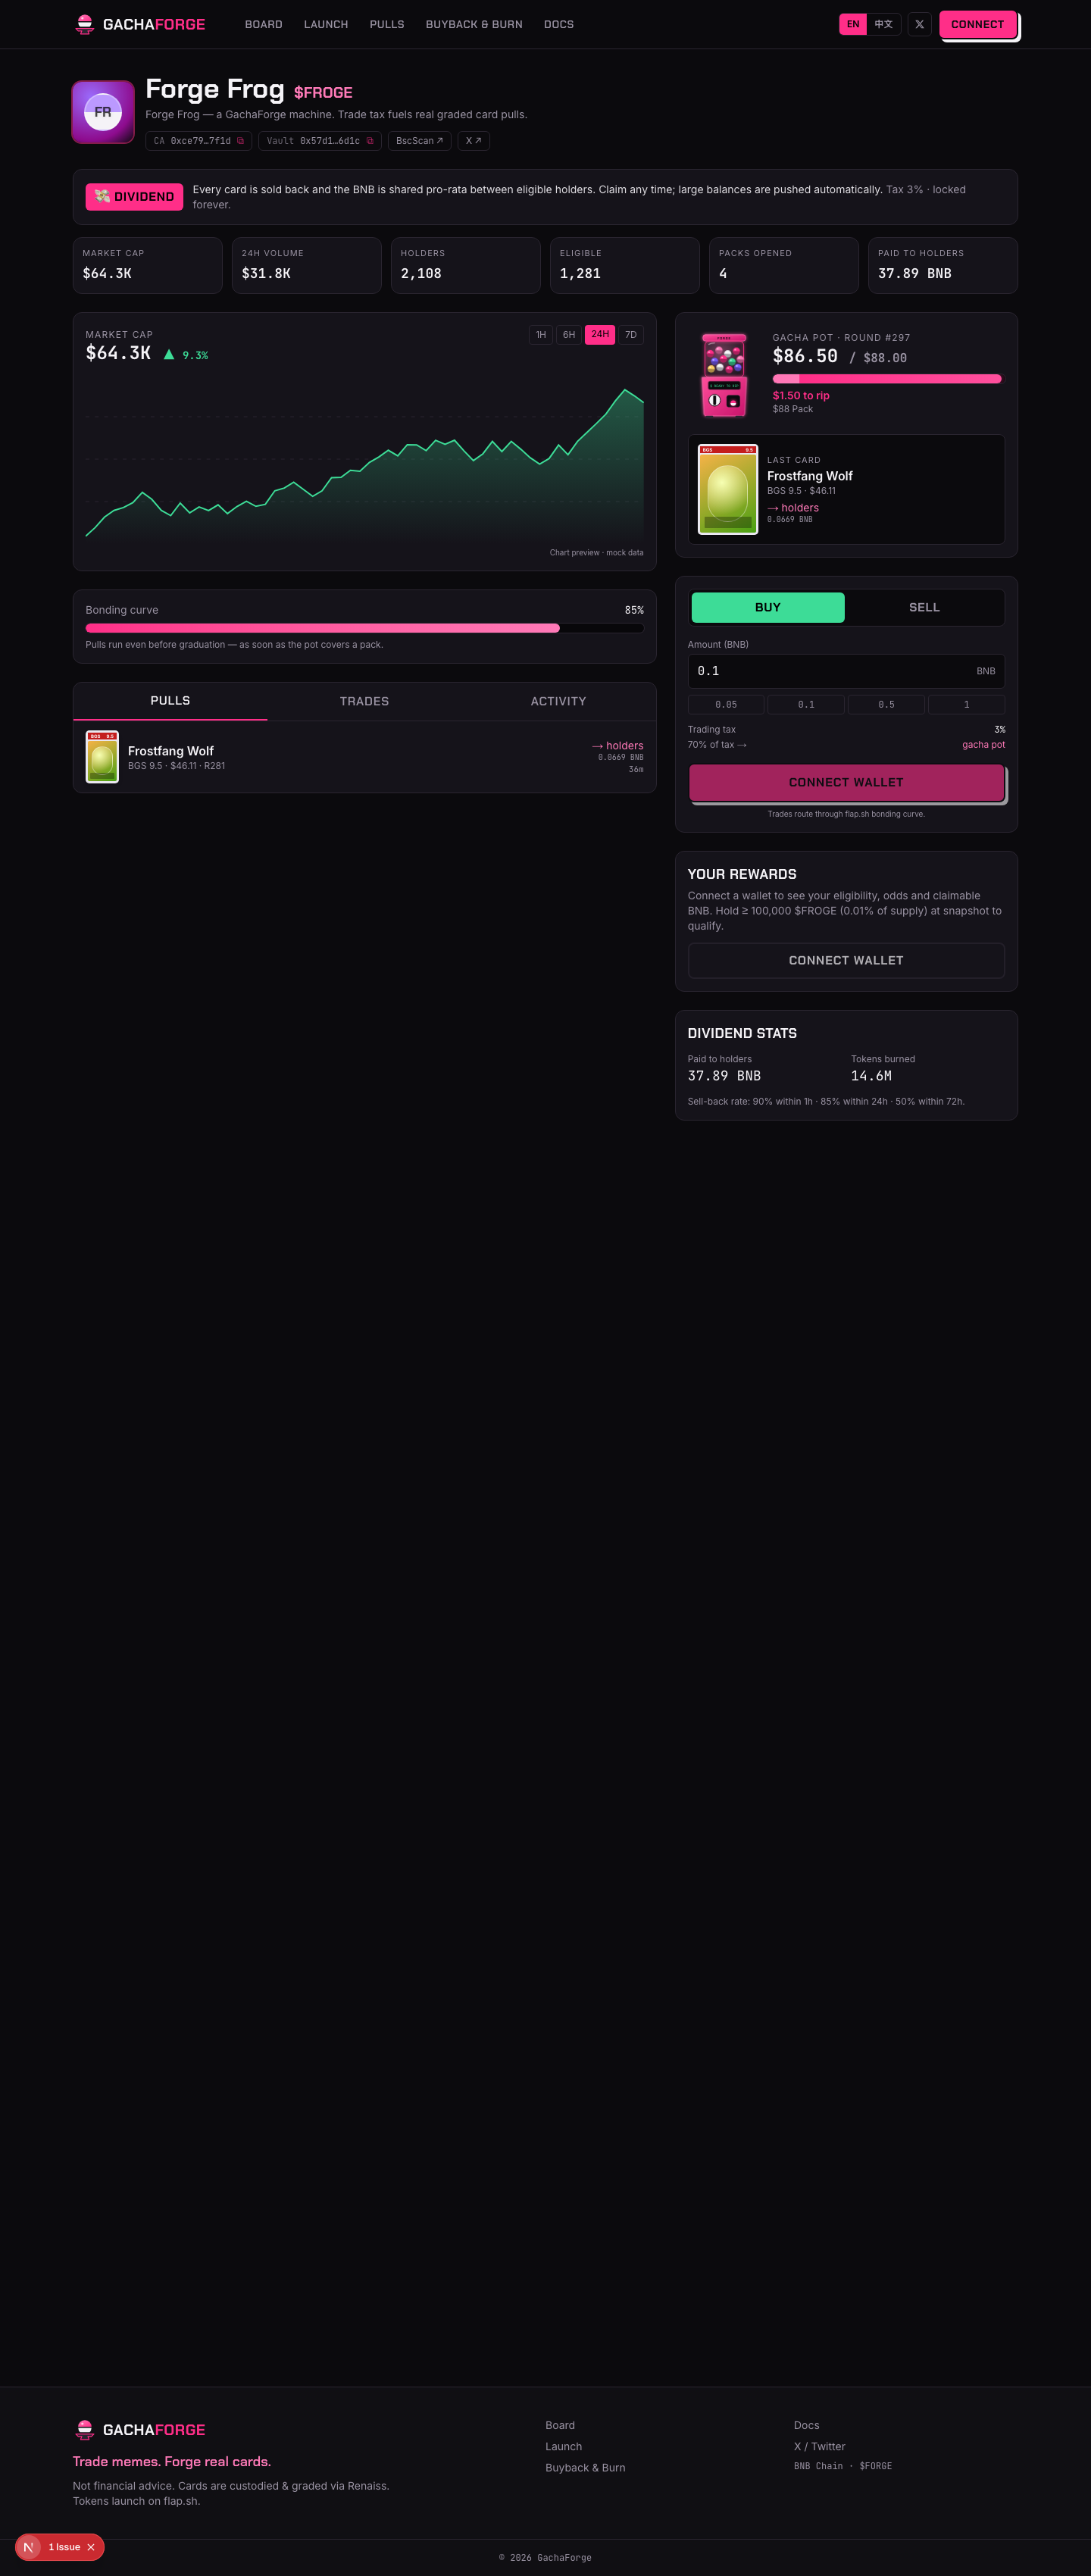 GACHAFORGE
BOARD
LAUNCH
PULLS
BUYBACK & BURN
DOCS
EN
中文
CONNECT
FR
Forge Frog $FROGE
Forge Frog — a GachaForge machine. Trade tax fuels real graded card pulls.
CA 0xce79…7f1d
Vault 0x57d1…6d1c
BscScan ↗
X ↗
💸 DIVIDEND
Every card is sold back and the BNB is shared pro-rata between eligible holders. Claim any time; large balances are pushed automatically. Tax 3% · locked
forever.
MARKET CAP
$64.3K
24H VOLUME
$31.8K
HOLDERS
2,108
ELIGIBLE
1,281
PACKS OPENED
4
PAID TO HOLDERS
37.89 BNB
MARKET CAP
$64.3K ▲ 9.3%
1H
6H
24H
7D
Chart preview · mock data
GACHA POT · ROUND #297
$86.50 / $88.00
$1.50 to rip
$88 Pack
BGS 9.5
LAST CARD
Frostfang Wolf
BGS 9.5 · $46.11
→ holders
0.0669 BNB
Bonding curve
85%
Pulls run even before graduation — as soon as the pot covers a pack.
PULLS
TRADES
ACTIVITY
BGS 9.5
Frostfang Wolf
BGS 9.5 · $46.11 · R281
→ holders
0.0669 BNB
36m
BUY
SELL
Amount (BNB)
0.1
BNB
0.05
0.1
0.5
1
Trading tax
3%
70% of tax →
gacha pot
CONNECT WALLET
Trades route through flap.sh bonding curve.
YOUR REWARDS
Connect a wallet to see your eligibility, odds and claimable
BNB. Hold ≥ 100,000 $FROGE (0.01% of supply) at snapshot to
qualify.
CONNECT WALLET
DIVIDEND STATS
Paid to holders
37.89 BNB
Tokens burned
14.6M
Sell-back rate: 90% within 1h · 85% within 24h · 50% within 72h.
GACHAFORGE
Trade memes. Forge real cards.
Not financial advice. Cards are custodied & graded via Renaiss.
Tokens launch on flap.sh.
Board
Launch
Buyback & Burn
Docs
X / Twitter
BNB Chain · $FORGE
N
1 Issue
© 2026 GachaForge